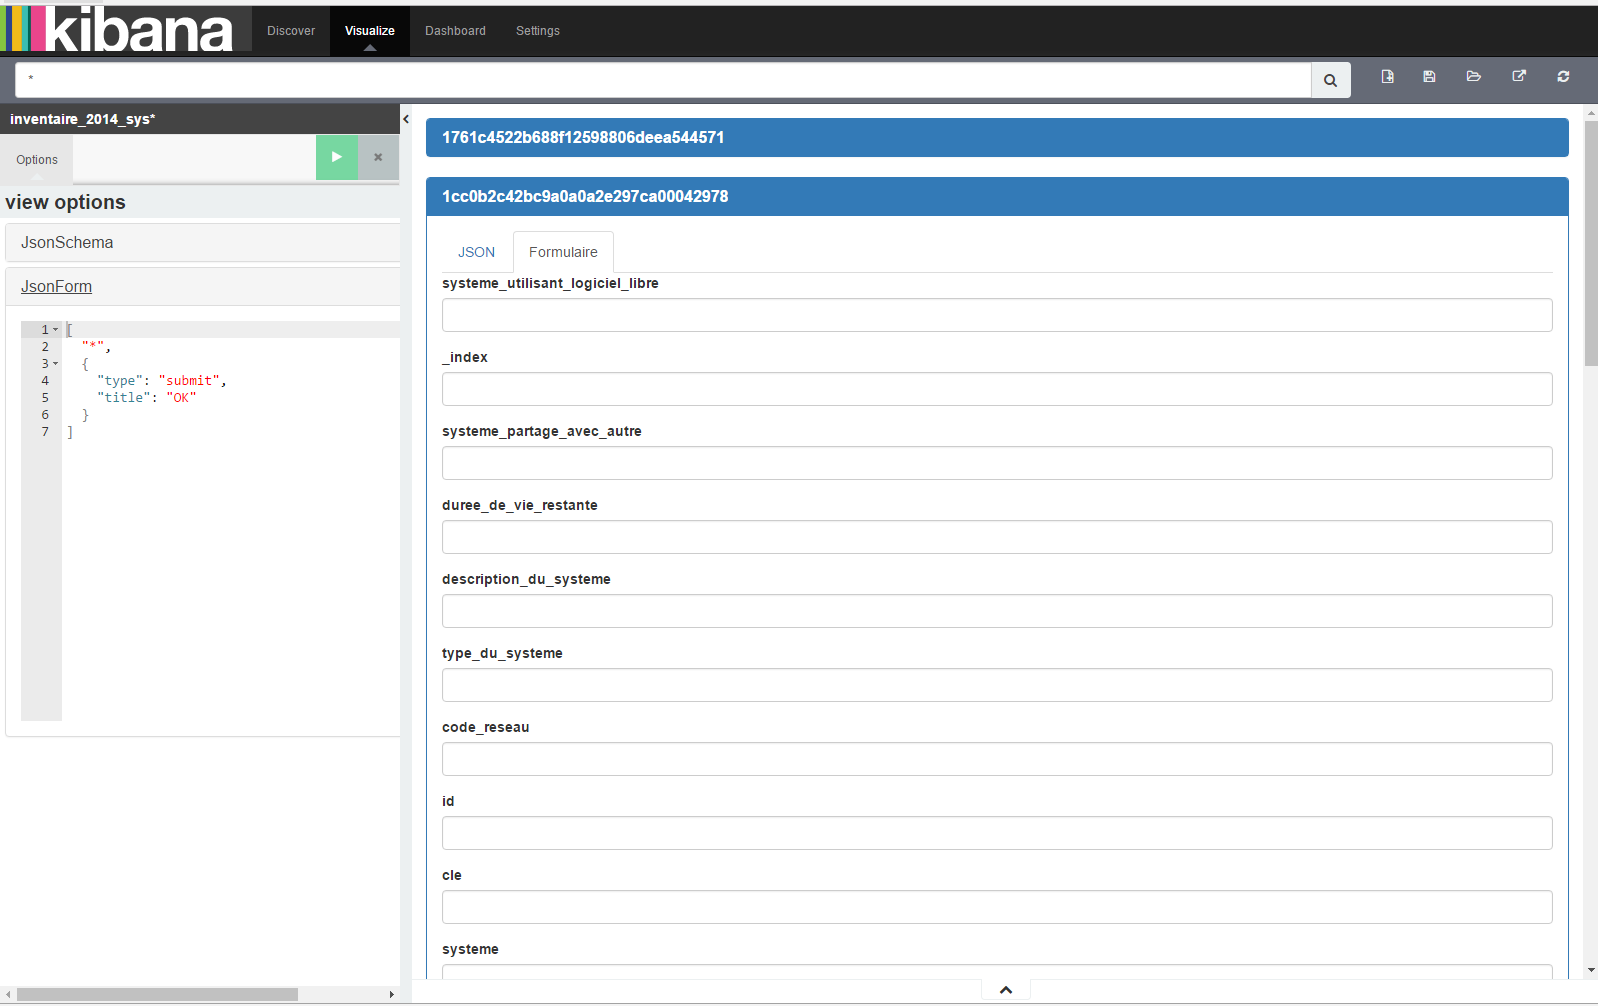 kibana
Discover
Visualize
Dashboard
Settings
*
inventaire_2014_sys*
Options
view options
JsonSchema
JsonForm
1 [
2 "*",
3 {
4 "type": "submit",
5 "title": "OK"
6 }
7 ]
1761c4522b688f12598806deea544571
1cc0b2c42bc9a0a0a2e297ca00042978
JSON
Formulaire
systeme_utilisant_logiciel_libre
_index
systeme_partage_avec_autre
duree_de_vie_restante
description_du_systeme
type_du_systeme
code_reseau
id
cle
systeme